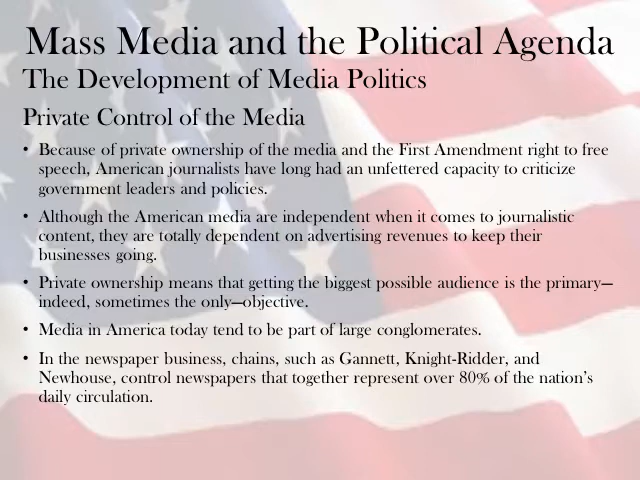 Mass Media and the Political Agenda
The Development of Media Politics
Private Control of the Media
• Because of private ownership of the media and the First Amendment right to free
speech, American journalists have long had an unfettered capacity to criticize
government leaders and policies.
• Although the American media are independent when it comes to journalistic
content, they are totally dependent on advertising revenues to keep their
businesses going.
• Private ownership means that getting the biggest possible audience is the primary—
indeed, sometimes the only—objective.
• Media in America today tend to be part of large conglomerates.
• In the newspaper business, chains, such as Gannett, Knight-Ridder, and
Newhouse, control newspapers that together represent over 80% of the nation’s
daily circulation.